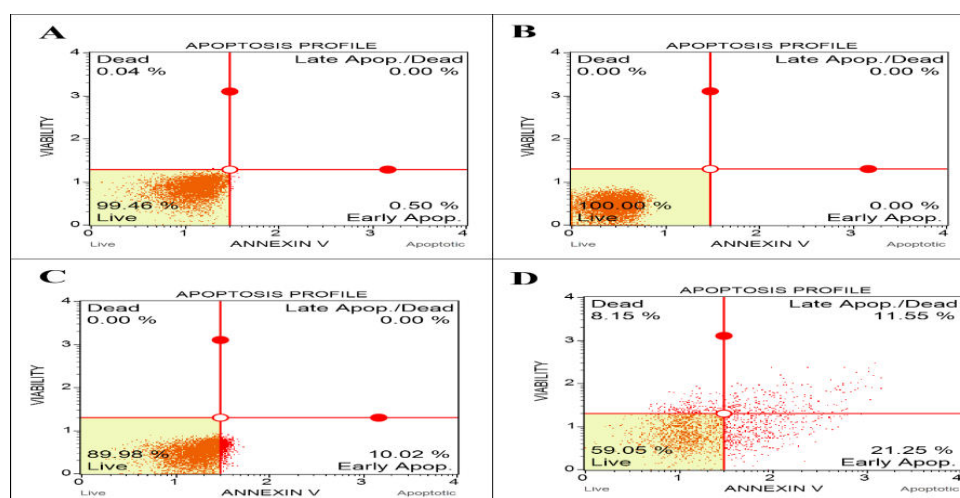 A
APOPTOSIS PROFILE
Dead Late Apop./Dead
0.04 % 0.00 %
4
3
2
1
0
VIABILITY
99.46 % 0.50 %
Live Early Apop.
0 1 2 3 4
Live ANNEXIN V Apoptotic
B
APOPTOSIS PROFILE
Dead Late Apop./Dead
0.00 % 0.00 %
4
3
2
1
0
VIABILITY
100.00 % 0.00 %
Live Early Apop.
0 1 2 3 4
Live ANNEXIN V Apoptotic
C
APOPTOSIS PROFILE
Dead Late Apop./Dead
0.00 % 0.00 %
4
3
2
1
0
VIABILITY
89.98 % 10.02 %
Live Early Apop.
0 1 2 3 4
Live ANNEXIN V Apoptotic
D
APOPTOSIS PROFILE
Dead Late Apop./Dead
8.15 % 11.55 %
4
3
2
1
0
VIABILITY
59.05 % 21.25 %
Live Early Apop.
0 1 2 3 4
Live ANNEXIN V Apoptotic